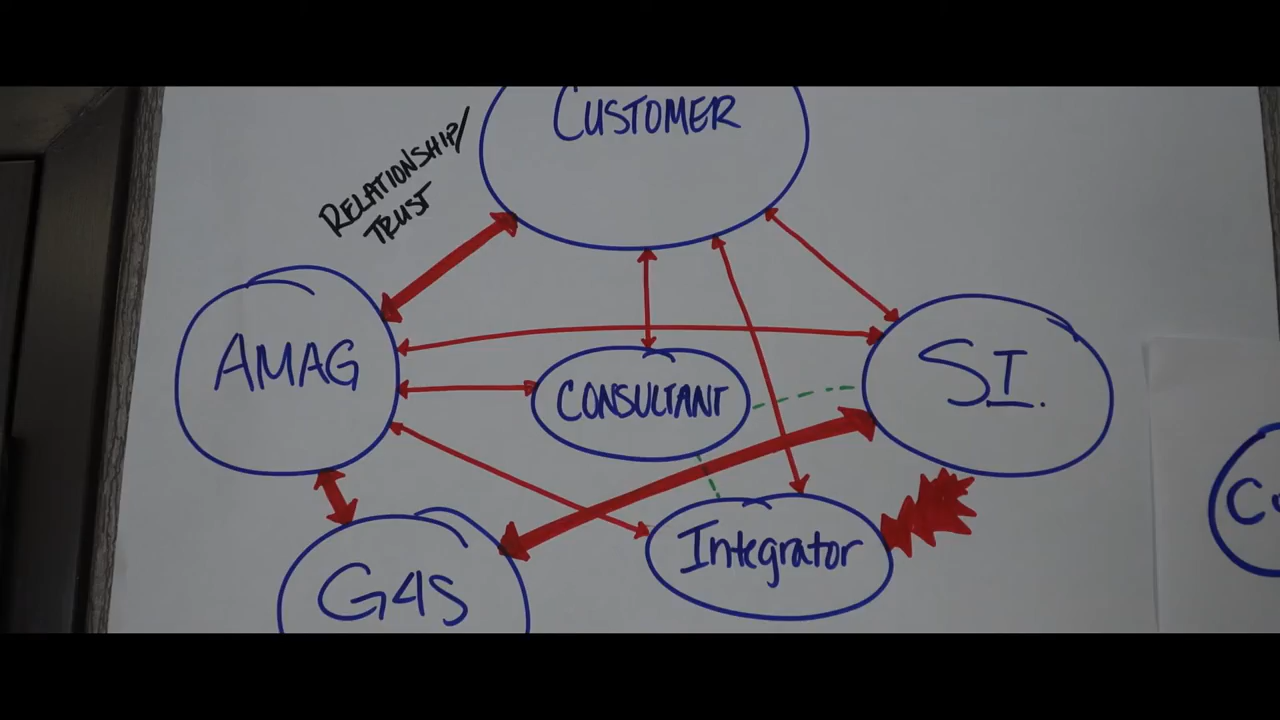 CUSTOMER
RELATIONSHIP/
TRUST
AMAG
CONSULTANT
S.I.
Integrator
G4S